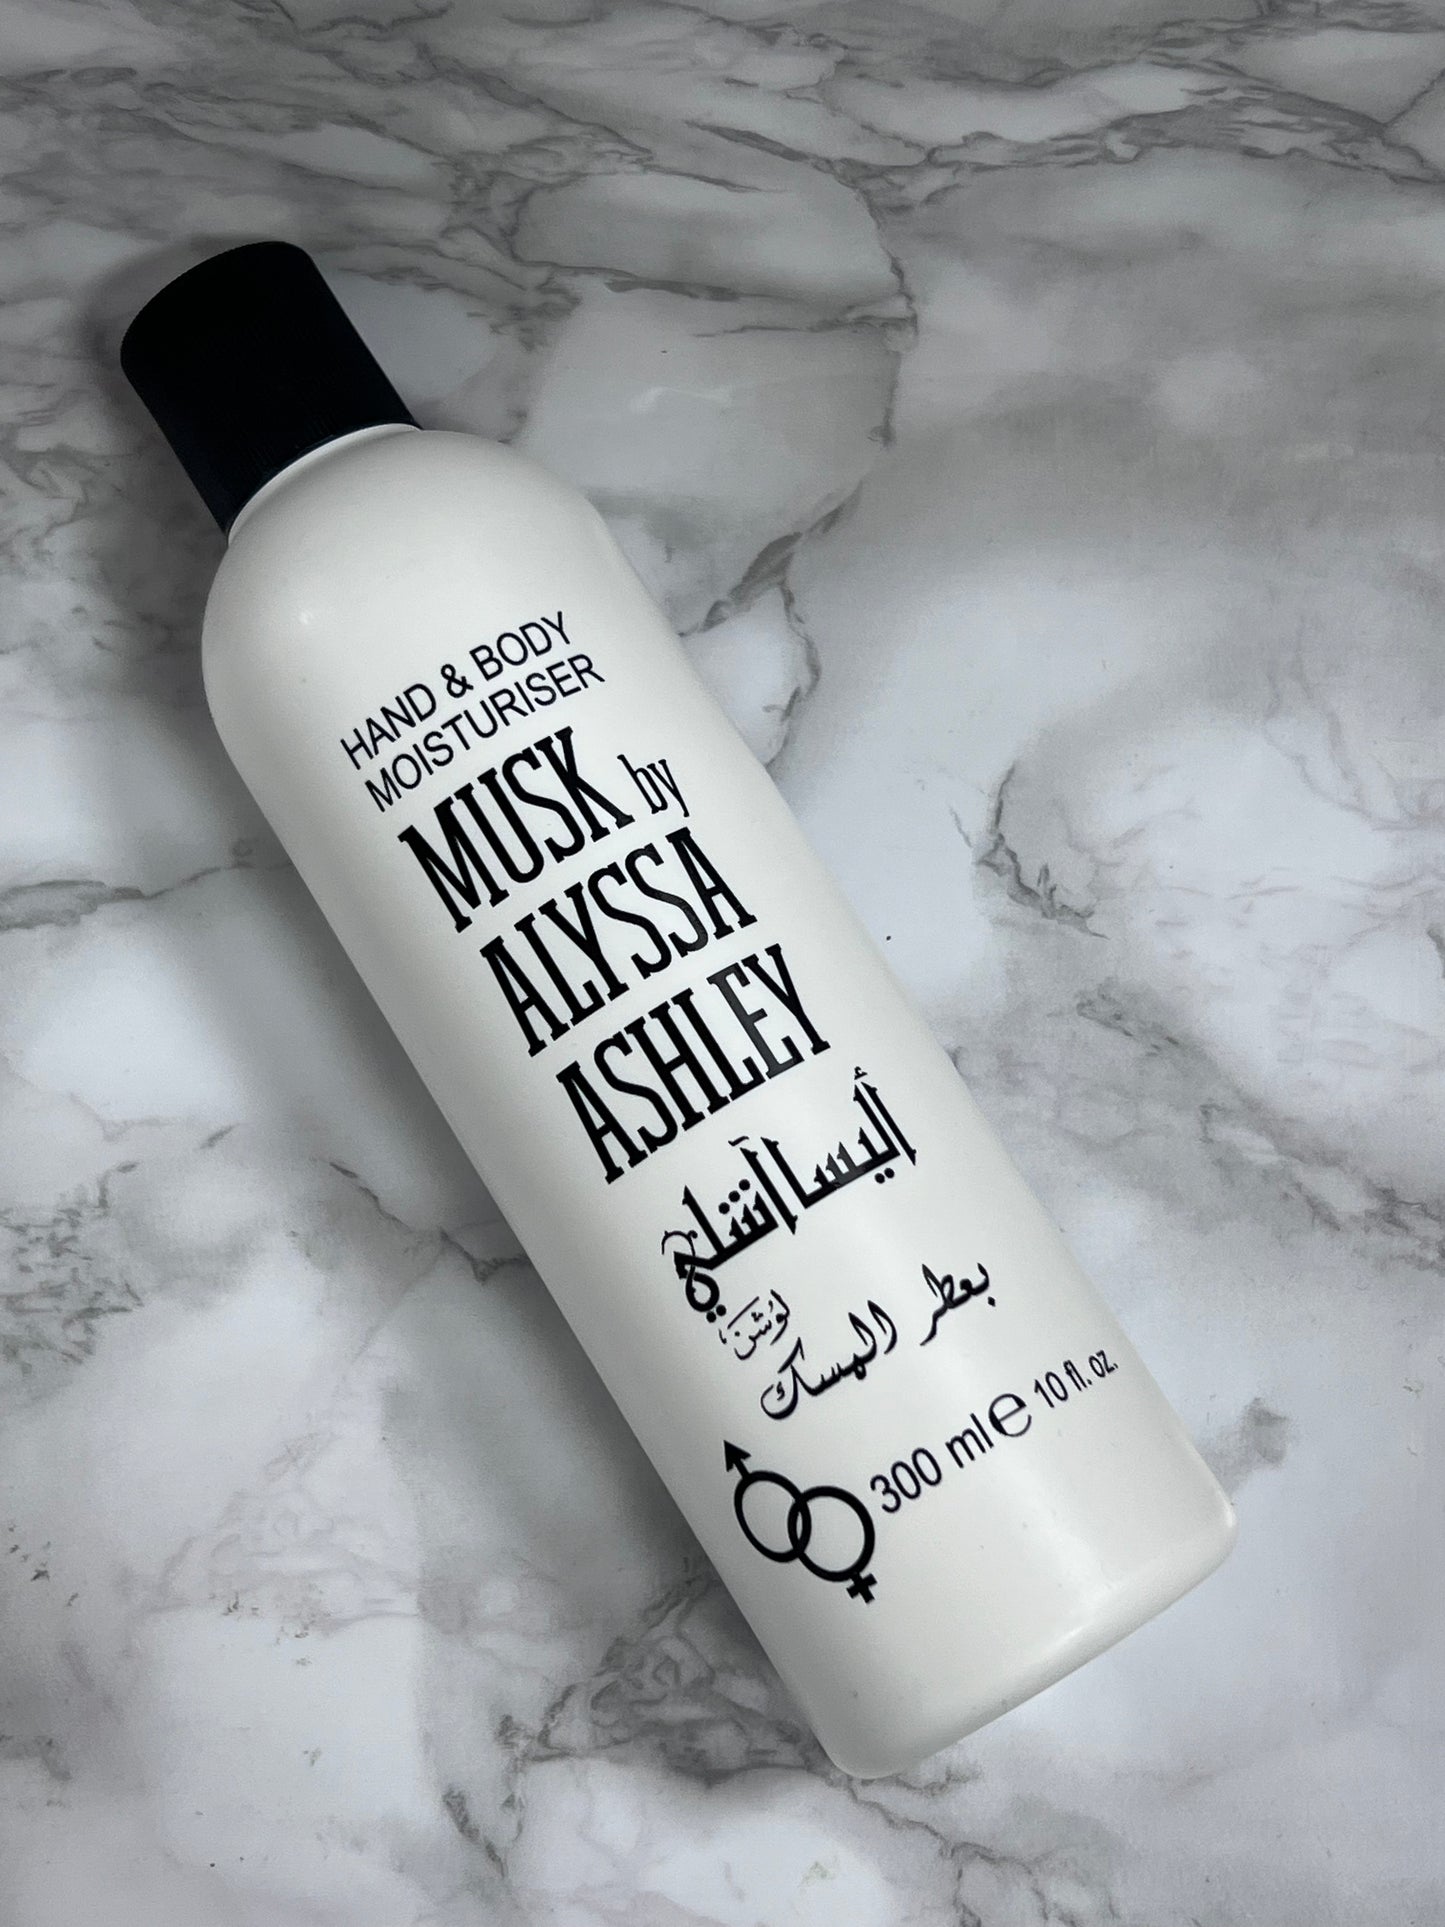 HAND & BODY
MOISTURISER
MUSK by
ALYSSA
ASHLEY
أليسا آشلي
لوشن،
بعطر المسك
300 ml ℮ 10 fl. oz.